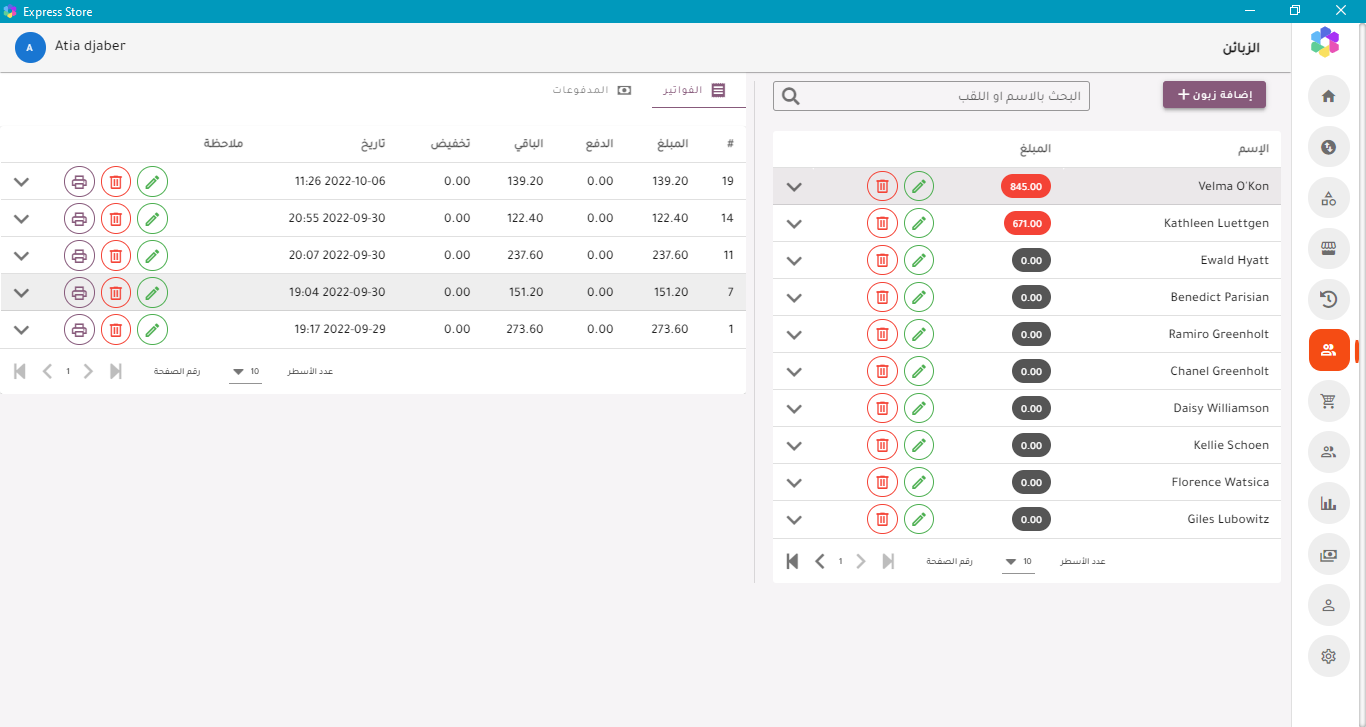 Express Store
الزبائن
Atia djaber
A
إضافة زبون +
البحث بالاسم او اللقب
الإسم المبلغ
Velma O'Kon 845.00
Kathleen Luettgen 671.00
Ewald Hyatt 0.00
Benedict Parisian 0.00
Ramiro Greenholt 0.00
Chanel Greenholt 0.00
Daisy Williamson 0.00
Kellie Schoen 0.00
Florence Watsica 0.00
Giles Lubowitz 0.00
عدد الأسطر 10 رقم الصفحة 1
الفواتير المدفوعات
# المبلغ الدفع الباقي تخفيض تاريخ ملاحظة
19 139.20 0.00 139.20 0.00 2022-10-06 11:26
14 122.40 0.00 122.40 0.00 2022-09-30 20:55
11 237.60 0.00 237.60 0.00 2022-09-30 20:07
7 151.20 0.00 151.20 0.00 2022-09-30 19:04
1 273.60 0.00 273.60 0.00 2022-09-29 19:17
عدد الأسطر 10 رقم الصفحة 1